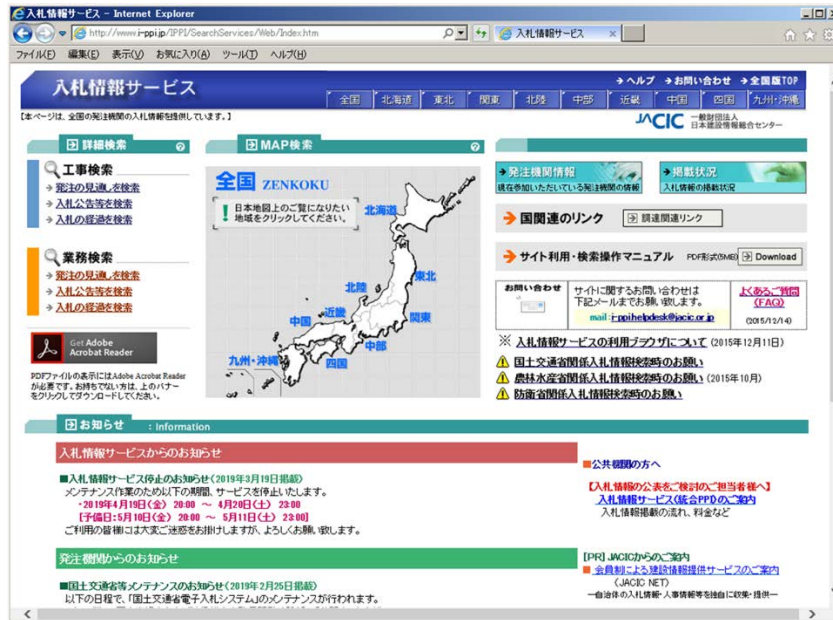 入札情報サービス - Internet Explorer
http://www.i-ppi.jp/IPPI/SearchServices/Web/Index.htm
入札情報サービス
ファイル(F) 編集(E) 表示(V) お気に入り(A) ツール(T) ヘルプ(H)
入札情報サービス
ヘルプ お問い合わせ 全国版TOP
全国 北海道 東北 関東 北陸 中部 近畿 中国 四国 九州・沖縄
【本ページは、全国の発注機関の入札情報を提供しています。】
JACIC 一般財団法人
日本建設情報総合センター
詳細検索
工事検索
発注の見通しを検索
入札公告等を検索
入札の経過を検索
業務検索
発注の見通しを検索
入札公告等を検索
入札の経過を検索
Get Adobe
Acrobat Reader
PDFファイルの表示にはAdobe Acrobat Reader
が必要です。お持ちでない方は、上のバナー
をクリックしてダウンロードしてください。
MAP検索
全国 ZENKOKU
日本地図上のご覧になりたい
地域をクリックしてください。
北海道
東北
北陸
関東
近畿
中国
中部
四国
九州・沖縄
発注機関情報
現在参加いただいている発注機関の情報
掲載状況
入札情報の掲載状況
国関連のリンク
調達関連リンク
サイト利用・検索操作マニュアル PDF形式(5MB) Download
お問い合わせ
サイトに関するお問い合わせは
下記メールまでお願い致します。
mail:i-ppihelpdesk@jacic.or.jp
よくあるご質問
(FAQ)
(2015/12/14)
※ 入札情報サービスの利用ブラウザについて (2015年12月11日)
国土交通省関係入札情報検索時のお願い
農林水産省関係入札情報検索時のお願い (2015年10月)
防衛省関係入札情報検索時のお願い
お知らせ : Information
入札情報サービスからのお知らせ
■入札情報サービス停止のお知らせ(2019年3月19日掲載)
メンテナンス作業のため以下の期間、サービスを停止いたします。
・2019年4月19日(金) 20:00 ～ 4月20日(土) 23:00
[予備日:5月10日(金) 20:00 ～ 5月11日(土) 23:00]
ご利用の皆様には大変ご迷惑をお掛けしますが、よろしくお願い致します。
発注機関からのお知らせ
■国土交通省等メンテナンスのお知らせ(2019年2月25日掲載)
以下の日程で、「国土交通省電子入札システム」のメンテナンスが行われます。
■公共機関の方へ
【入札情報の公表をご検討のご担当者様へ】
入札情報サービス(統合PPI)のご案内
入札情報掲載の流れ、料金など
[PR] JACICからのご案内
■ 会員制による建設情報提供サービスのご案内
(JACIC NET)
ー自治体の入札情報・人事情報等を独自に収集・提供ー